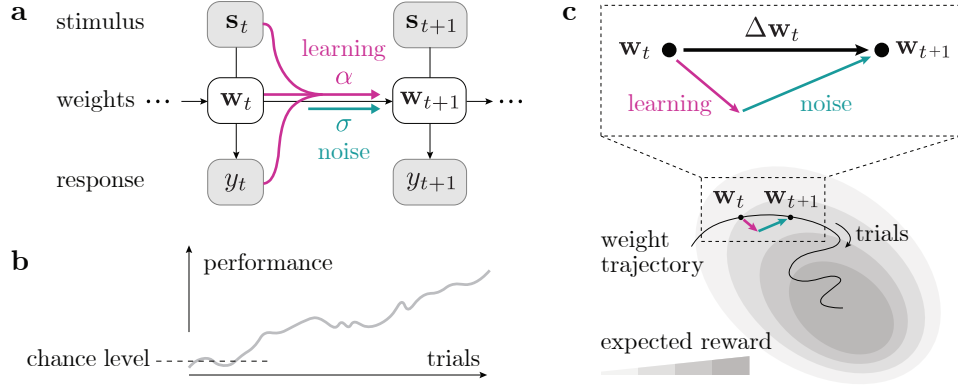 a
stimulus s_t s_{t+1}
learning
α
weights ··· w_t w_{t+1} ···
σ
noise
response y_t y_{t+1}
b
performance
chance level
trials
c
Δw_t
w_t w_{t+1}
learning noise
w_t w_{t+1}
weight
trajectory
trials
expected reward